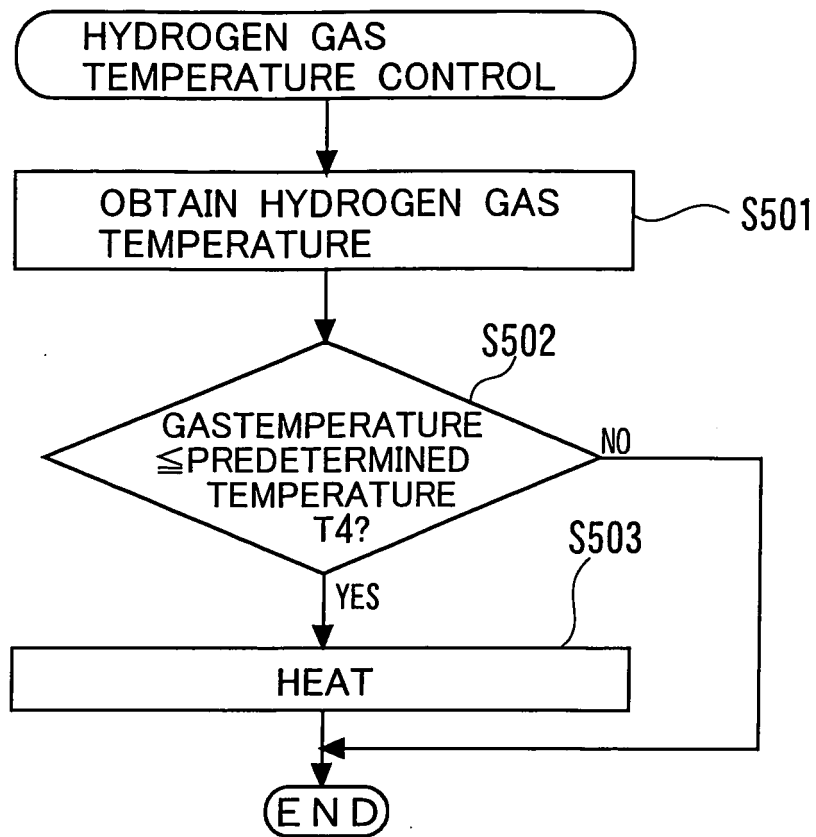 HYDROGEN GAS
TEMPERATURE CONTROL
OBTAIN HYDROGEN GAS
TEMPERATURE
S501
S502
GASTEMPERATURE
≦PREDETERMINED
TEMPERATURE
T4?
NO
YES
S503
HEAT
END